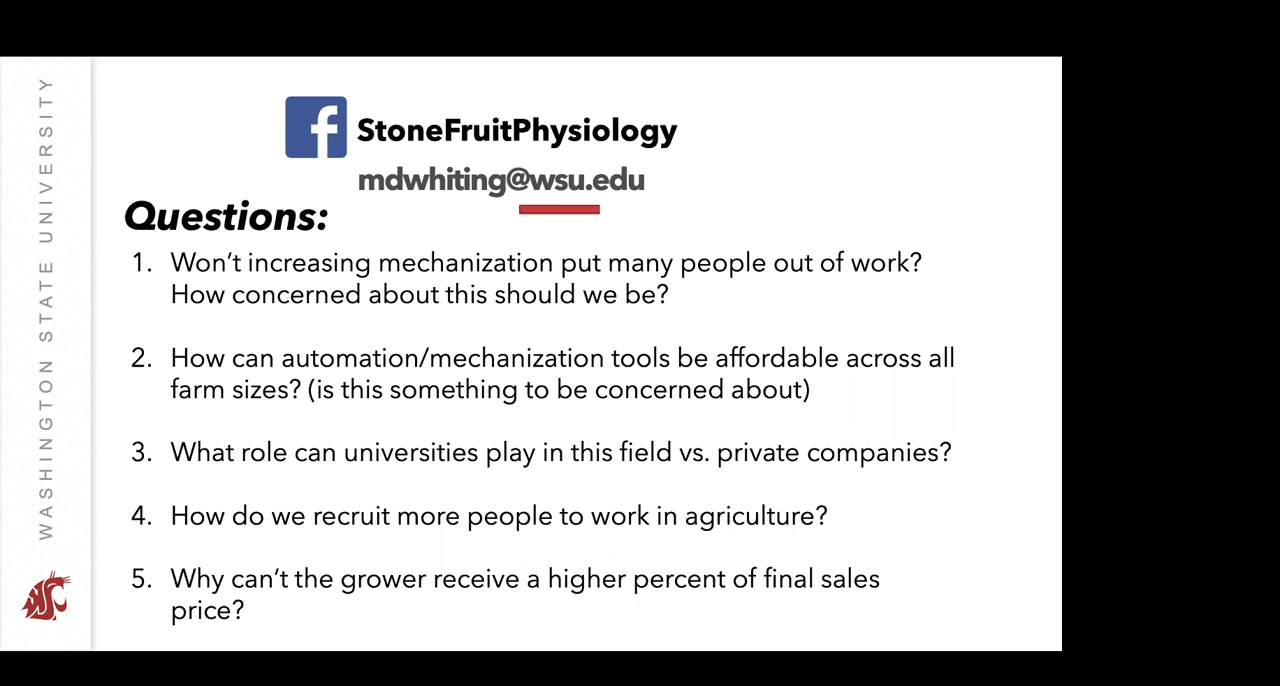 WASHINGTON STATE UNIVERSITY
f StoneFruitPhysiology
mdwhiting@wsu.edu
Questions:
1. Won't increasing mechanization put many people out of work?
How concerned about this should we be?
2. How can automation/mechanization tools be affordable across all
farm sizes? (is this something to be concerned about)
3. What role can universities play in this field vs. private companies?
4. How do we recruit more people to work in agriculture?
5. Why can't the grower receive a higher percent of final sales
price?